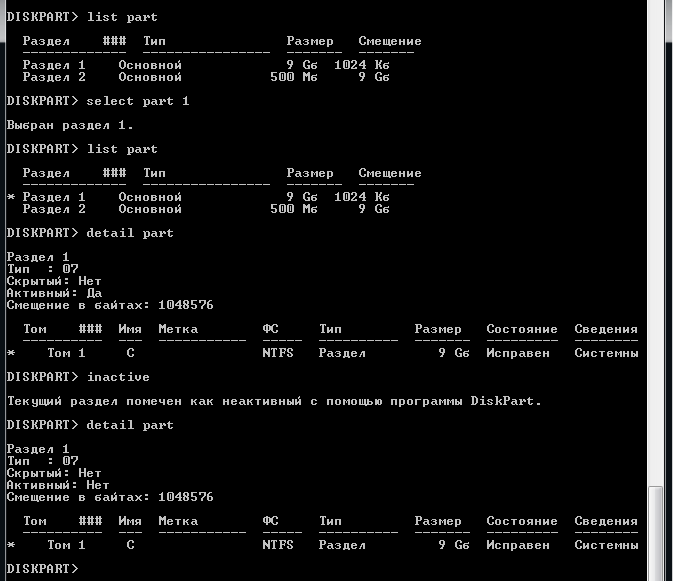 DISKPART> list part
Раздел ### Тип Размер Смещение
------------- ---------------- ------- -------
Раздел 1 Основной 9 Gб 1024 Kб
Раздел 2 Основной 500 Mб 9 Gб
DISKPART> select part 1
Выбран раздел 1.
DISKPART> list part
Раздел ### Тип Размер Смещение
------------- ---------------- ------- -------
* Раздел 1 Основной 9 Gб 1024 Kб
Раздел 2 Основной 500 Mб 9 Gб
DISKPART> detail part
Раздел 1
Тип : 07
Скрытый: Нет
Активный: Да
Смещение в байтах: 1048576
Том ### Имя Метка ФС Тип Размер Состояние Сведения
---------- --- ----------- ----- ---------- ------- --------- --------
* Том 1 C NTFS Раздел 9 Gб Исправен Системны
DISKPART> inactive
Текущий раздел помечен как неактивный с помощью программы DiskPart.
DISKPART> detail part
Раздел 1
Тип : 07
Скрытый: Нет
Активный: Нет
Смещение в байтах: 1048576
Том ### Имя Метка ФС Тип Размер Состояние Сведения
---------- --- ----------- ----- ---------- ------- --------- --------
* Том 1 C NTFS Раздел 9 Gб Исправен Системны
DISKPART>